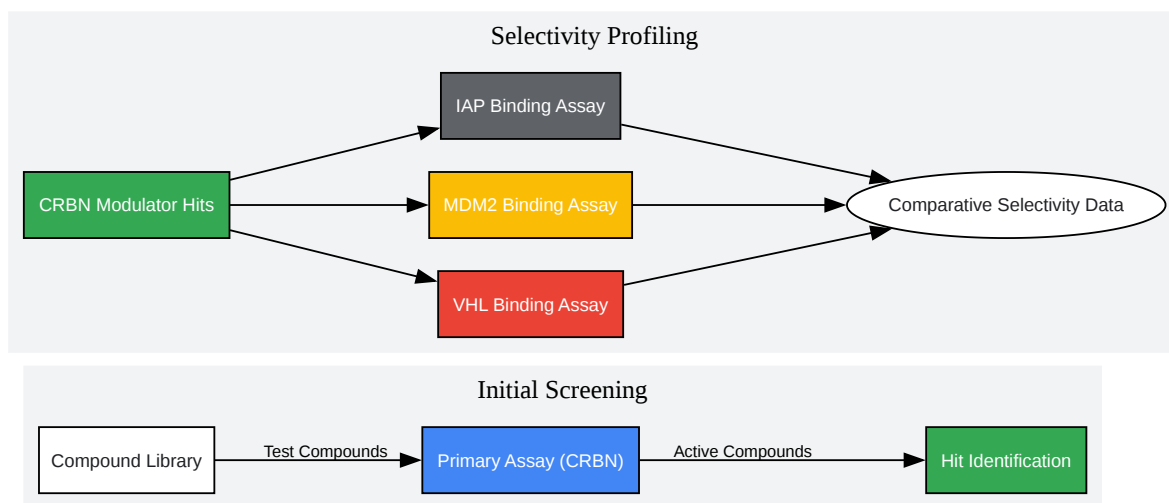 Selectivity Profiling
IAP Binding Assay
CRBN Modulator Hits
MDM2 Binding Assay
Comparative Selectivity Data
VHL Binding Assay
Initial Screening
Compound Library
Test Compounds
Primary Assay (CRBN)
Active Compounds
Hit Identification